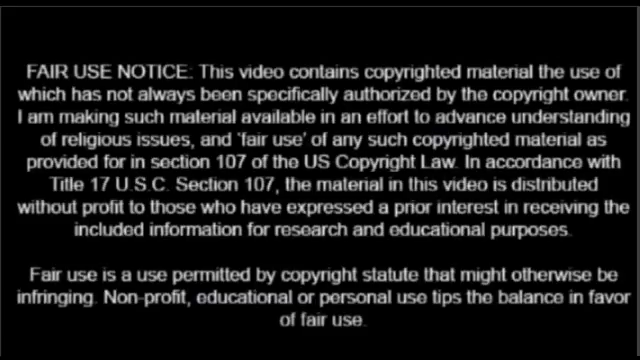 FAIR USE NOTICE: This video contains copyrighted material the use of
which has not always been specifically authorized by the copyright owner.
I am making such material available in an effort to advance understanding
of religious issues, and 'fair use' of any such copyrighted material as
provided for in section 107 of the US Copyright Law. In accordance with
Title 17 U.S.C. Section 107, the material in this video is distributed
without profit to those who have expressed a prior interest in receiving the
included information for research and educational purposes.
Fair use is a use permitted by copyright statute that might otherwise be
infringing. Non-profit, educational or personal use tips the balance in favor
of fair use.